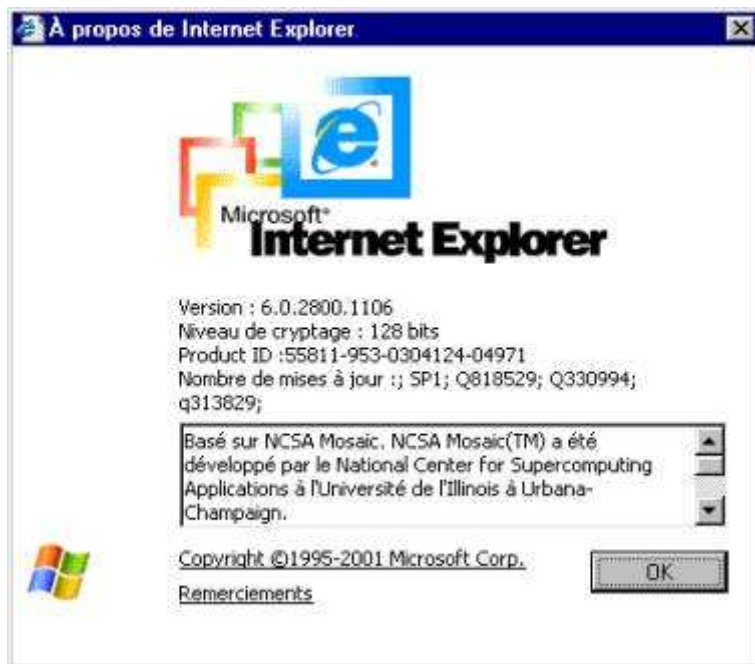 À propos de Internet Explorer
Microsoft®
Internet Explorer
Version : 6.0.2800.1106
Niveau de cryptage : 128 bits
Product ID :55811-953-0304124-04971
Nombre de mises à jour :; SP1; Q818529; Q330994;
q313829;
Basé sur NCSA Mosaic. NCSA Mosaic(TM) a été
développé par le National Center for Supercomputing
Applications à l'Université de l'Illinois à Urbana-
Champaign.
Copyright ©1995-2001 Microsoft Corp.
OK
Remerciements